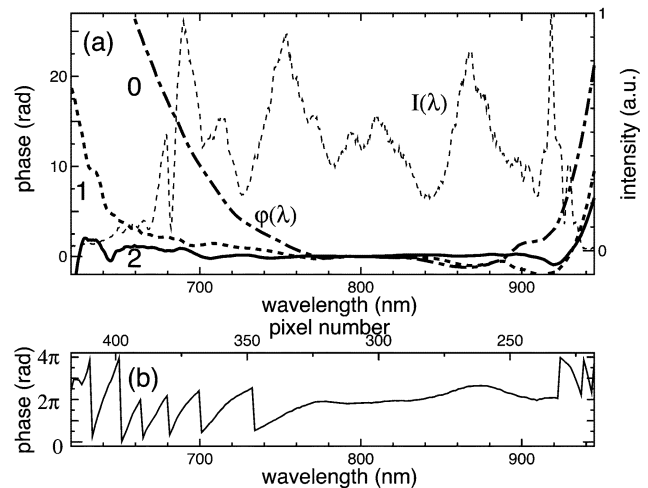 (a)
0
1
2
I(λ)
φ(λ)
20
10
0
phase (rad)
1
0
intensity (a.u.)
700 800 900
wavelength (nm)
pixel number
400 350 300 250
(b)
4π
2π
0
phase (rad)
700 800 900
wavelength (nm)